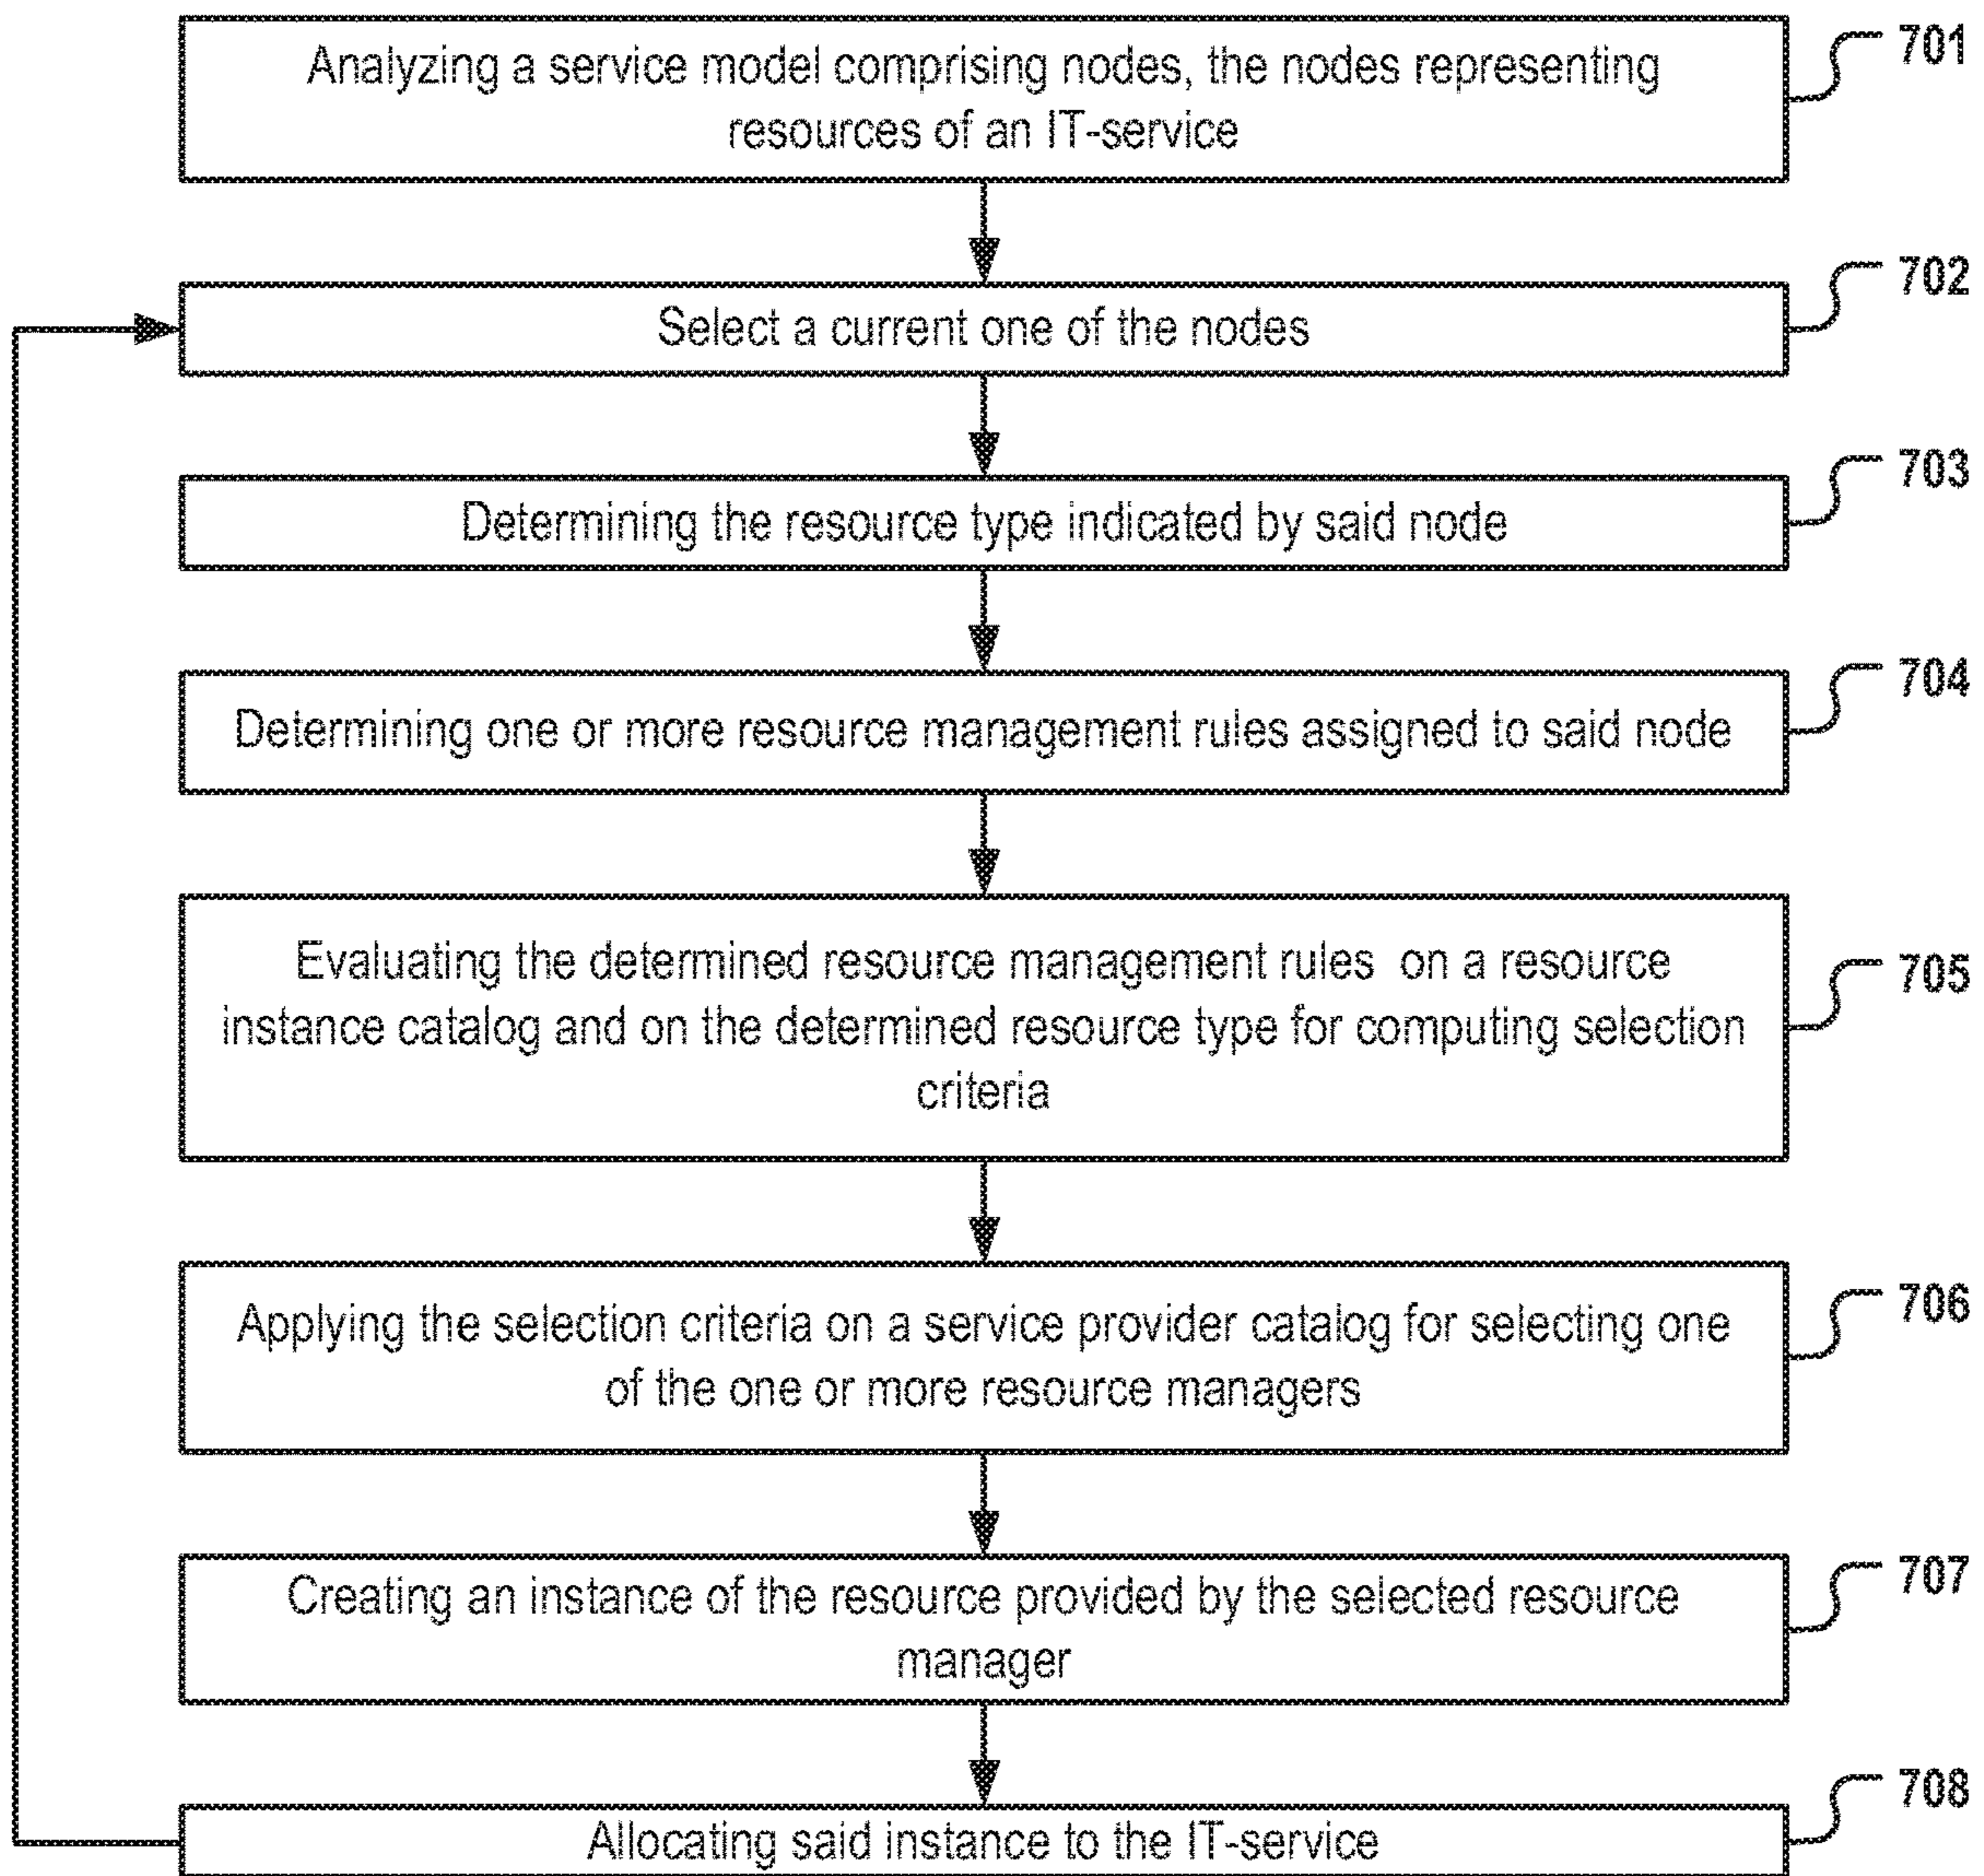 Analyzing a service model comprising nodes, the nodes representing
resources of an IT-service
701
Select a current one of the nodes
702
Determining the resource type indicated by said node
703
Determining one or more resource management rules assigned to said node
704
Evaluating the determined resource management rules on a resource
instance catalog and on the determined resource type for computing selection
criteria
705
Applying the selection criteria on a service provider catalog for selecting one
of the one or more resource managers
706
Creating an instance of the resource provided by the selected resource
manager
707
Allocating said instance to the IT-service
708